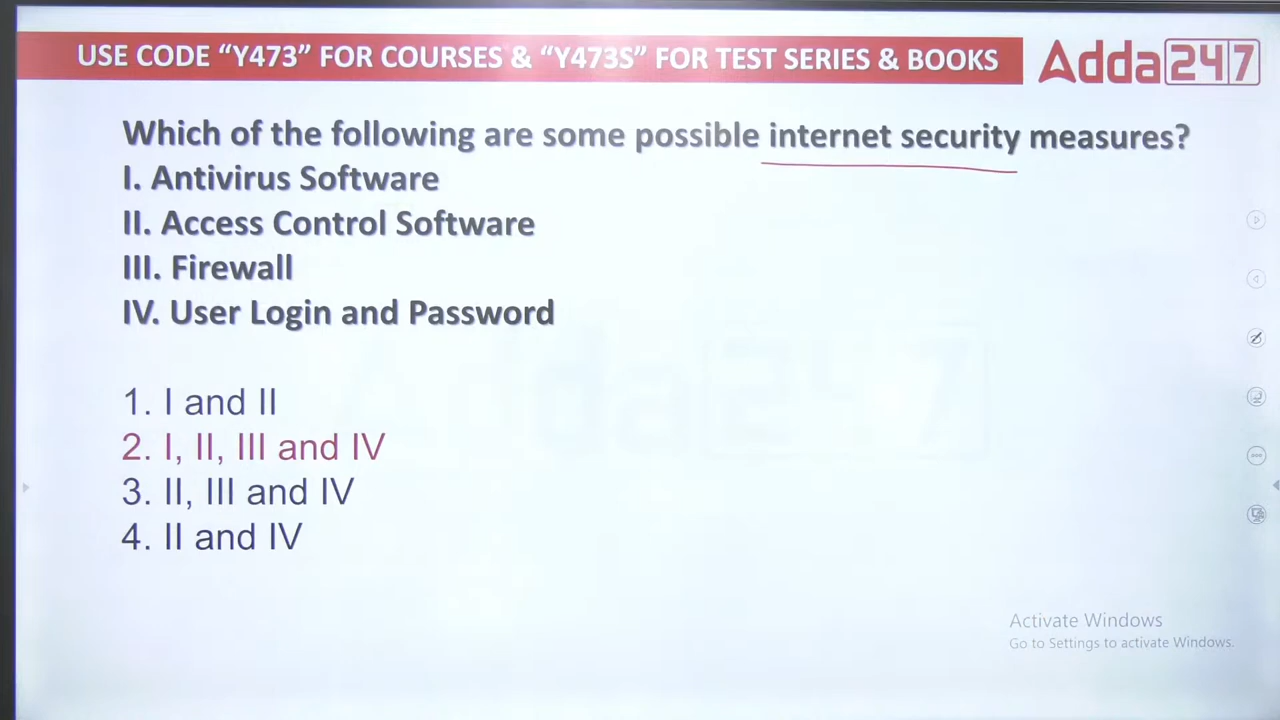 USE CODE “Y473” FOR COURSES & “Y473S” FOR TEST SERIES & BOOKS
Adda247
Which of the following are some possible internet security measures?
I. Antivirus Software
II. Access Control Software
III. Firewall
IV. User Login and Password
1. I and II
2. I, II, III and IV
3. II, III and IV
4. II and IV
Activate Windows
Go to Settings to activate Windows.